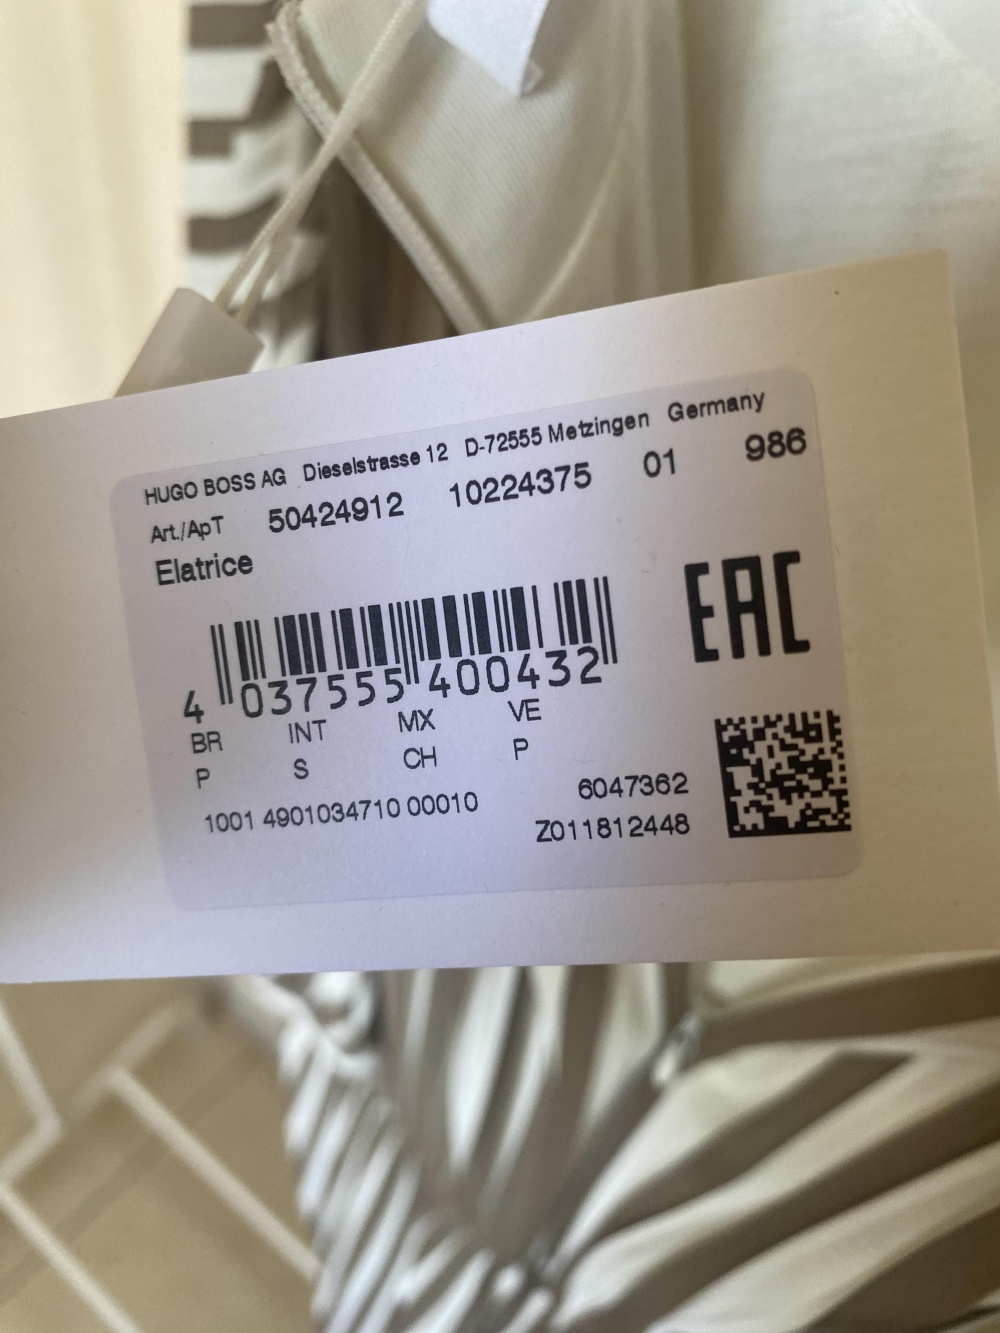 HUGO BOSS AG Dieselstrasse 12 D-72555 Metzingen Germany
Art./ApT 50424912 10224375 01 986
Elatrice
EAC
4 037555 400432
BR INT MX VE
P S CH P
1001 4901034710 00010 6047362
Z011812448